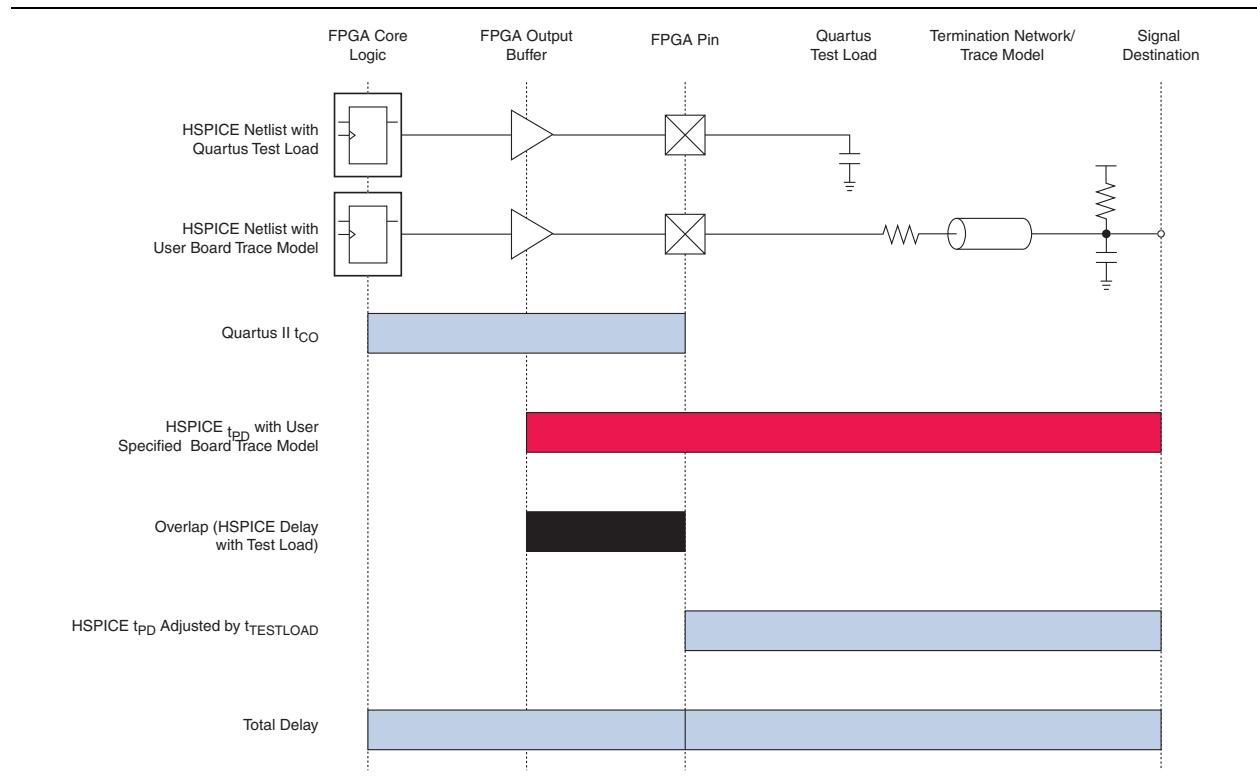 FPGA Core
Logic
FPGA Output
Buffer
FPGA Pin
Quartus
Test Load
Termination Network/
Trace Model
Signal
Destination
HSPICE Netlist with
Quartus Test Load
HSPICE Netlist with
User Board Trace Model
Quartus II tCO
HSPICE tPD with User
Specified Board Trace Model
Overlap (HSPICE Delay
with Test Load)
HSPICE tPD Adjusted by tTESTLOAD
Total Delay